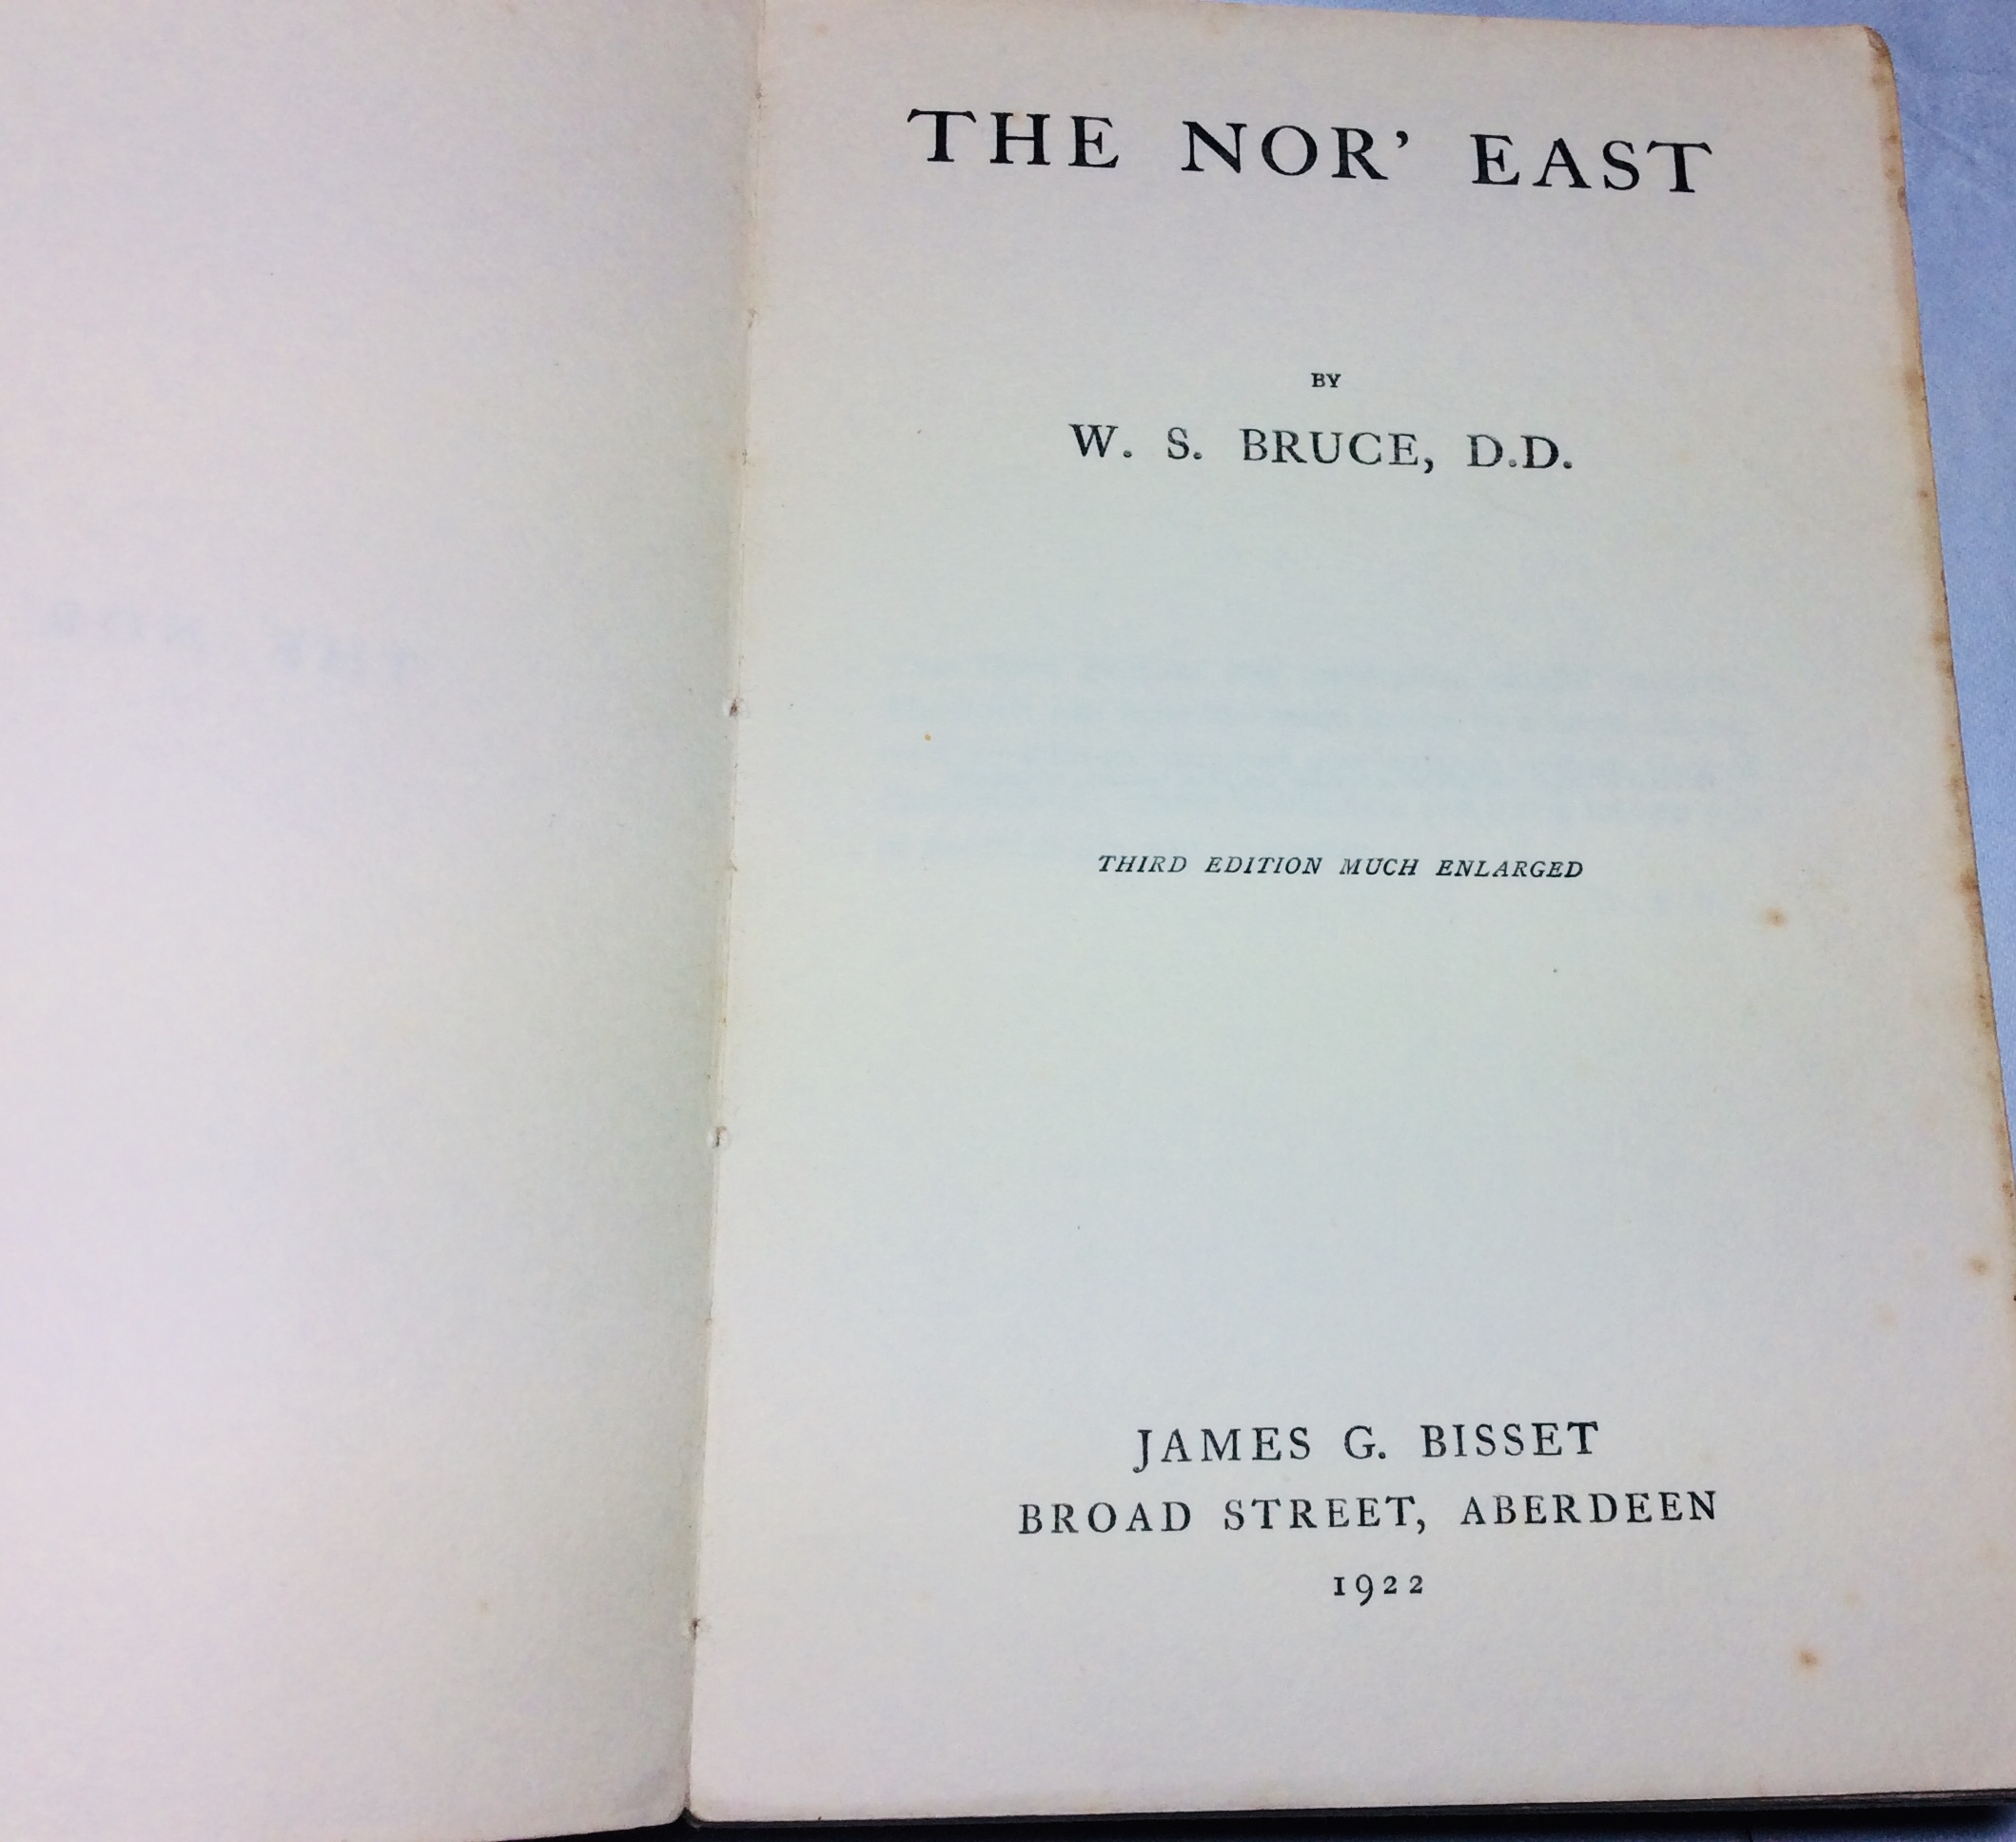 THE NOR' EAST
BY
W. S. BRUCE, D.D.
THIRD EDITION MUCH ENLARGED
JAMES G. BISSET
BROAD STREET, ABERDEEN
1922